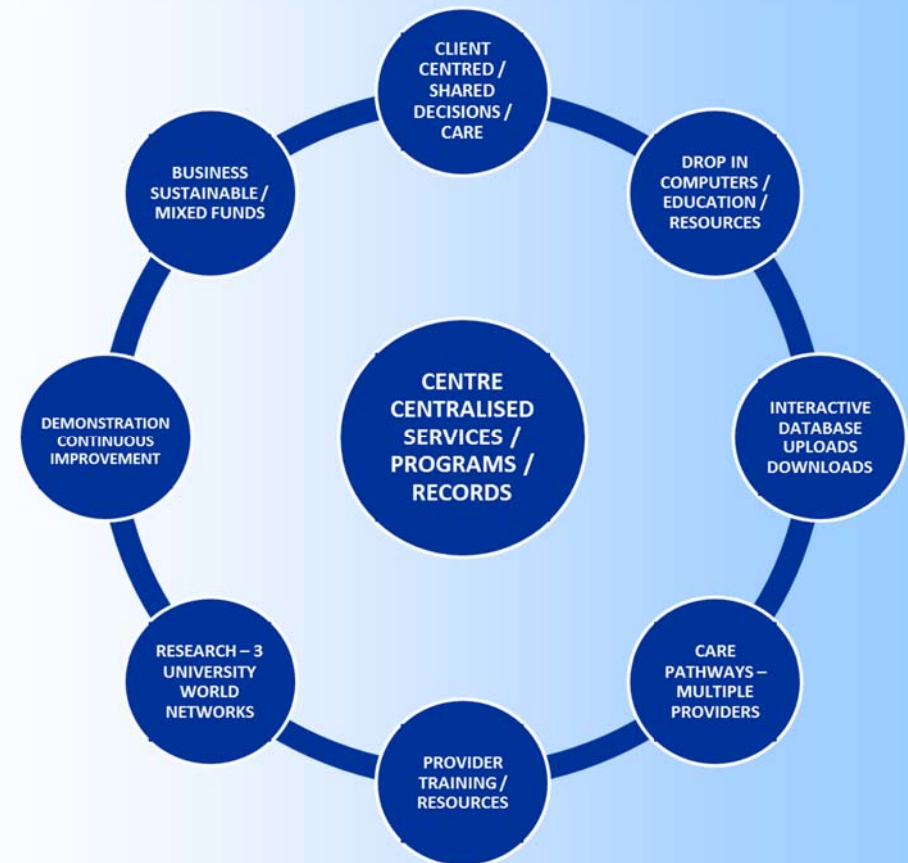 CLIENT
CENTRED /
SHARED
DECISIONS /
CARE
DROP IN
COMPUTERS /
EDUCATION /
RESOURCES
INTERACTIVE
DATABASE
UPLOADS
DOWNLOADS
CARE
PATHWAYS –
MULTIPLE
PROVIDERS
PROVIDER
TRAINING /
RESOURCES
RESEARCH – 3
UNIVERSITY
WORLD
NETWORKS
DEMONSTRATION
CONTINUOUS
IMPROVEMENT
BUSINESS
SUSTAINABLE /
MIXED FUNDS
CENTRE
CENTRALISED
SERVICES /
PROGRAMS /
RECORDS